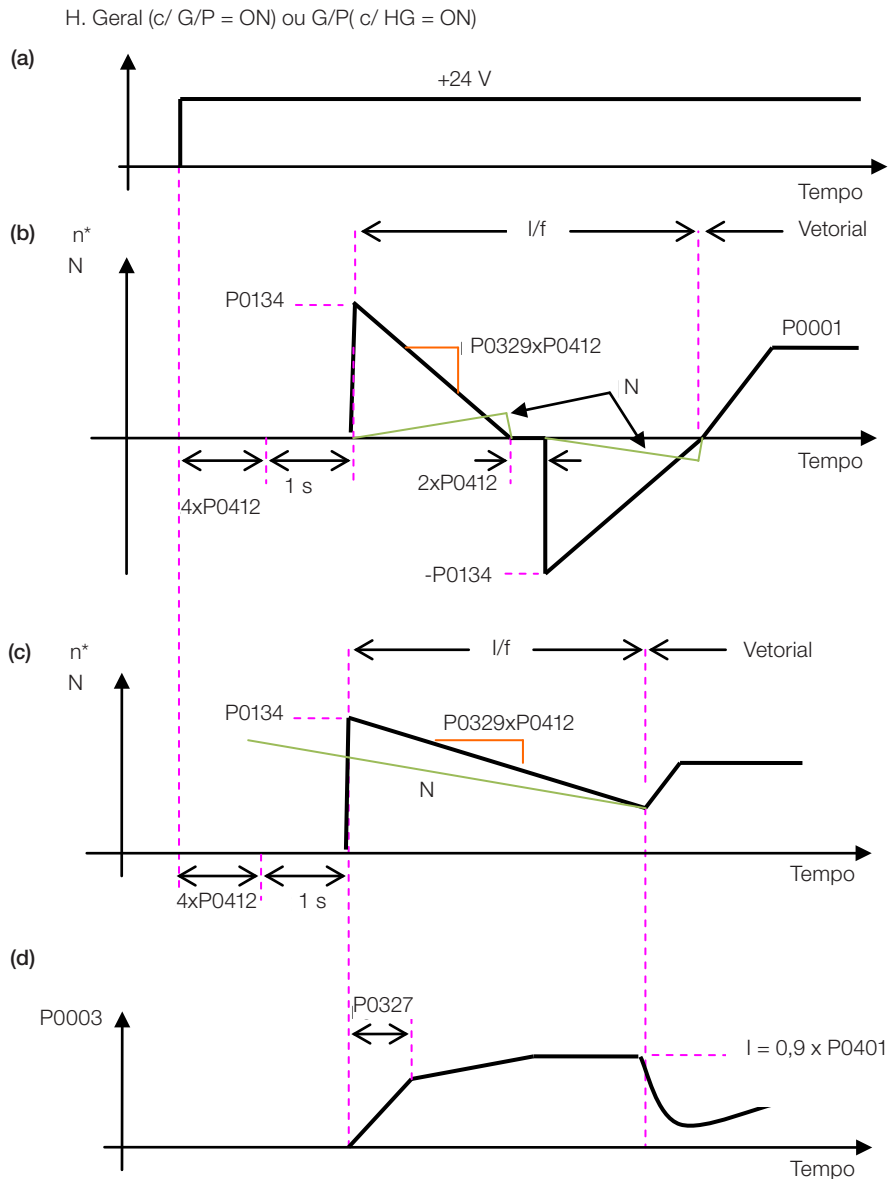 H. Geral (c/ G/P = ON) ou G/P( c/ HG = ON)
(a)
+24 V
Tempo
(b)
n*
N
I/f
Vetorial
P0134
P0329xP0412
N
P0001
Tempo
4xP0412
1 s
2xP0412
-P0134
(c)
n*
N
I/f
Vetorial
P0134
P0329xP0412
N
Tempo
4xP0412
1 s
(d)
P0003
P0327
I = 0,9 x P0401
Tempo